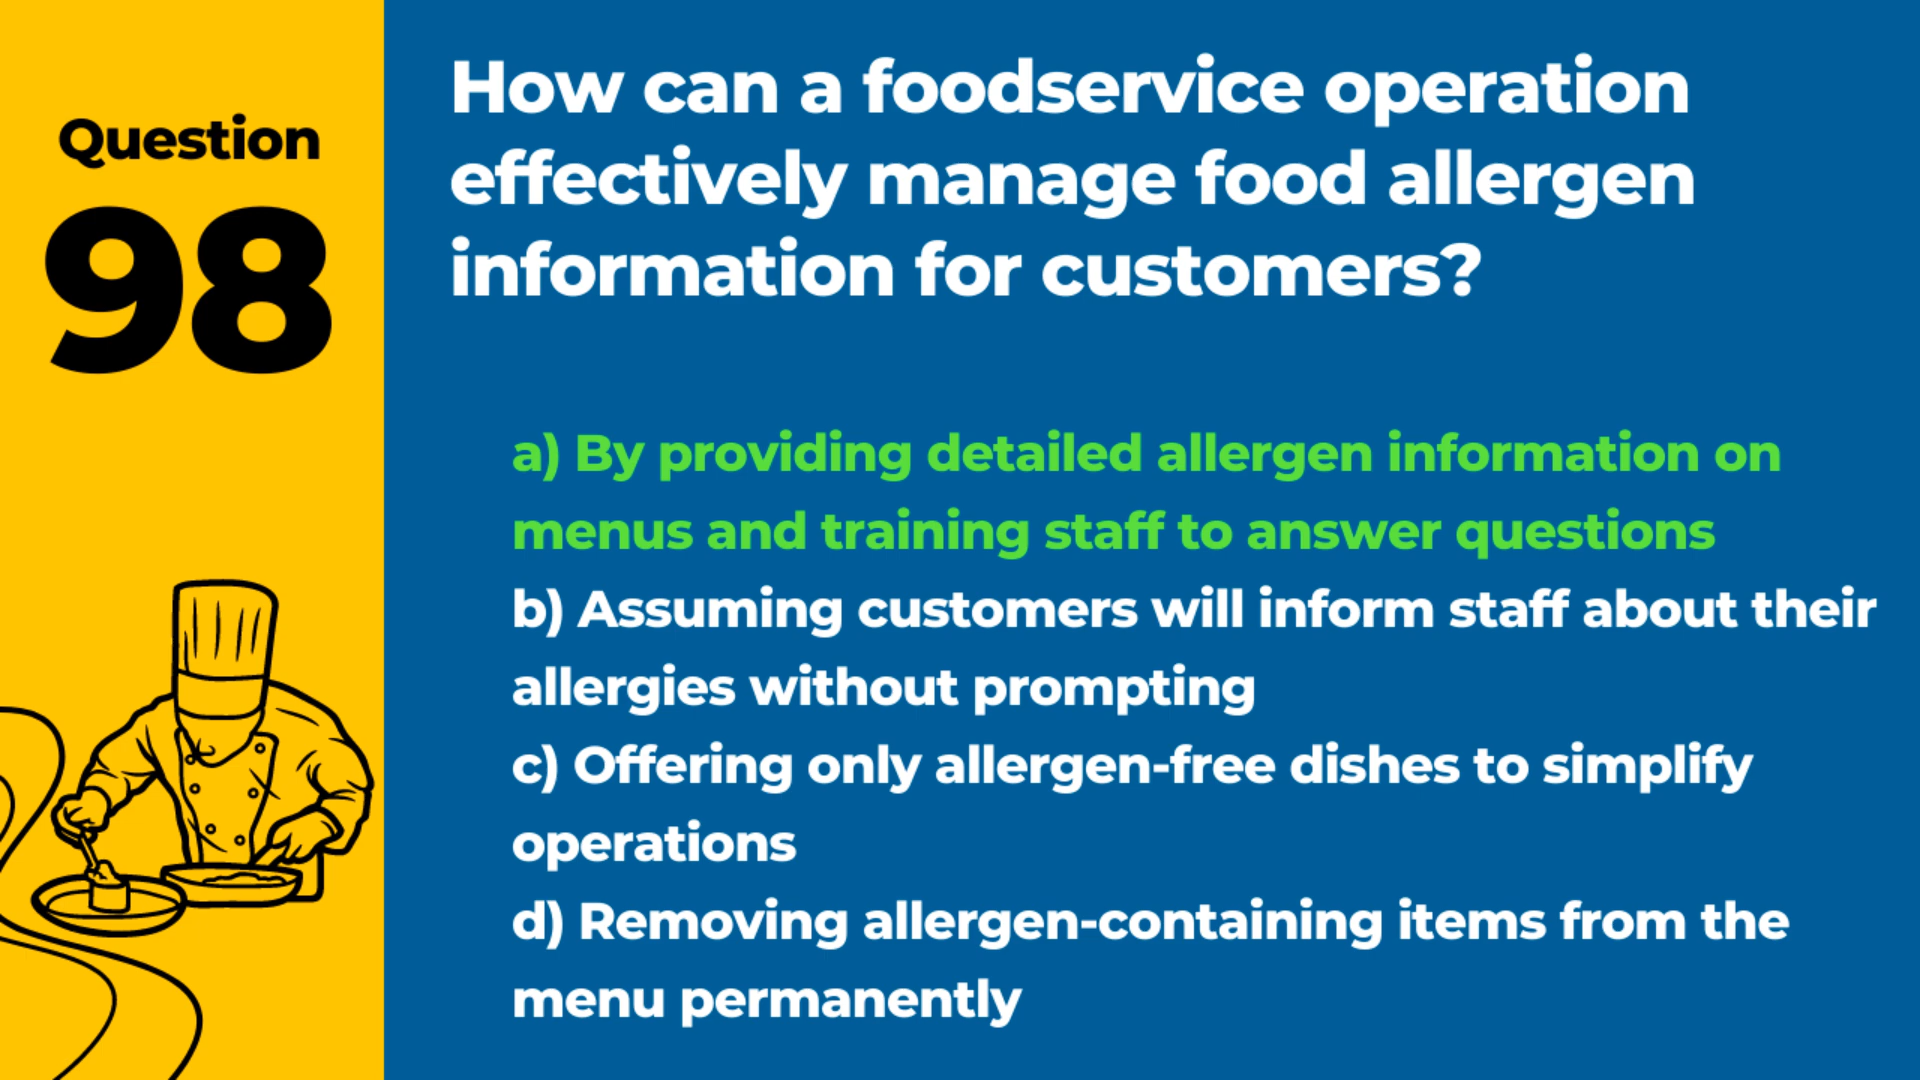 Question
98
How can a foodservice operation
effectively manage food allergen
information for customers?
a) By providing detailed allergen information on
menus and training staff to answer questions
b) Assuming customers will inform staff about their
allergies without prompting
c) Offering only allergen-free dishes to simplify
operations
d) Removing allergen-containing items from the
menu permanently